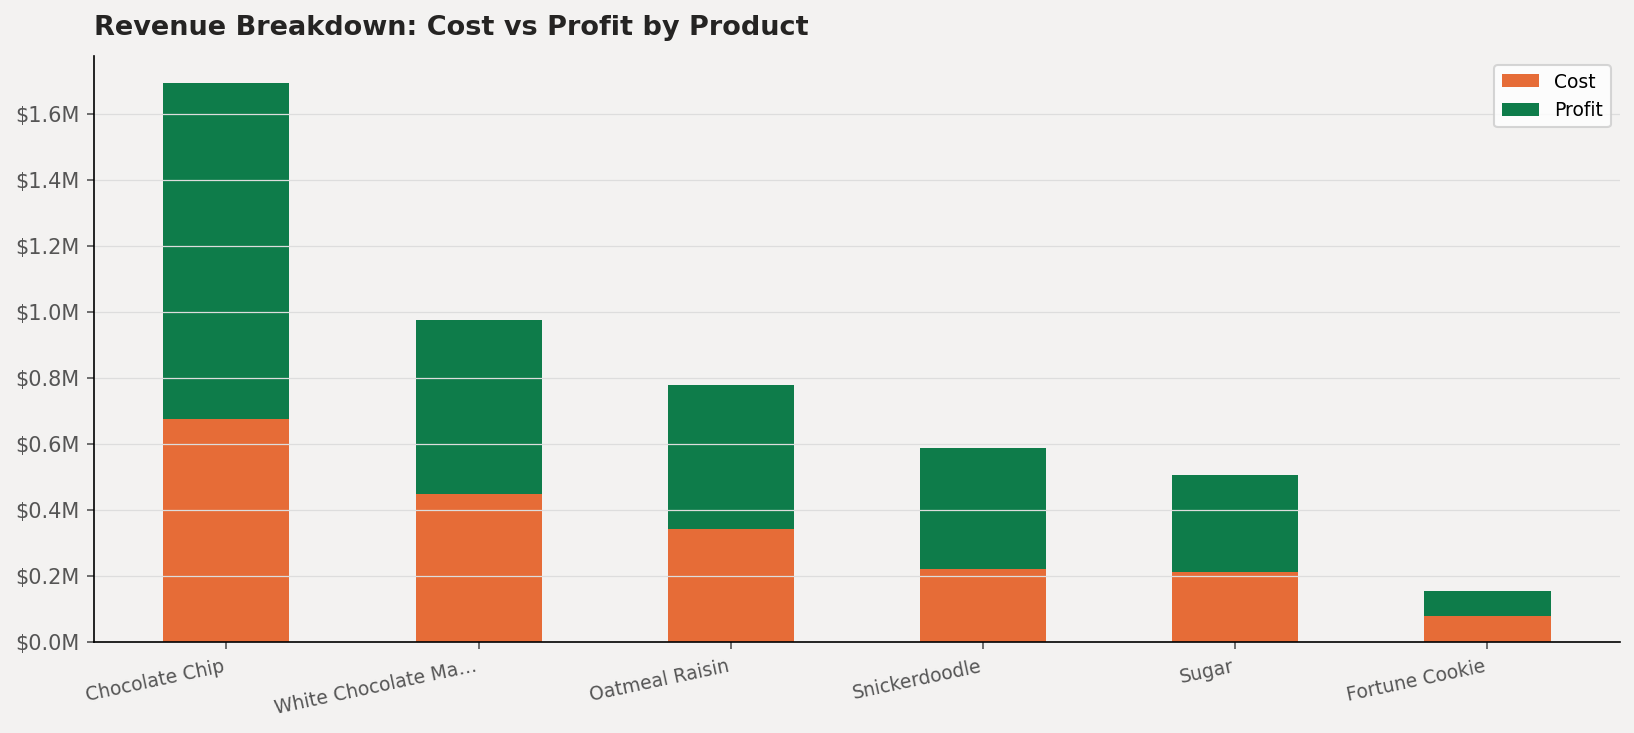 Revenue Breakdown: Cost vs Profit by Product
Cost
Profit
$1.6M
$1.4M
$1.2M
$1.0M
$0.8M
$0.6M
$0.4M
$0.2M
$0.0M
Chocolate Chip
White Chocolate Ma...
Oatmeal Raisin
Snickerdoodle
Sugar
Fortune Cookie